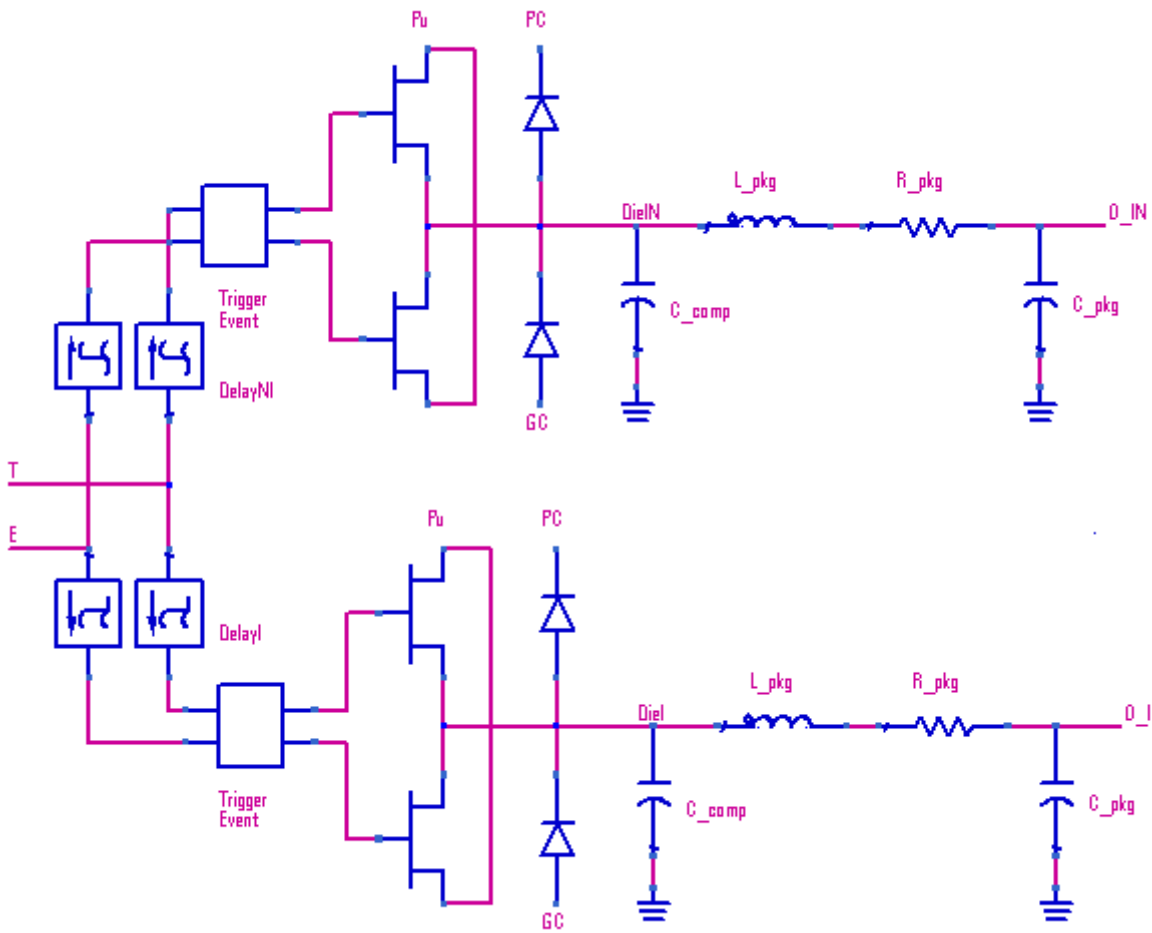 Pu
PC
L_pkg
R_pkg
DieIN
O_IN
C_comp
C_pkg
Trigger
Event
DelayNI
GC
T
E
Pu
PC
DelayI
L_pkg
R_pkg
DieI
O_I
C_comp
C_pkg
Trigger
Event
GC